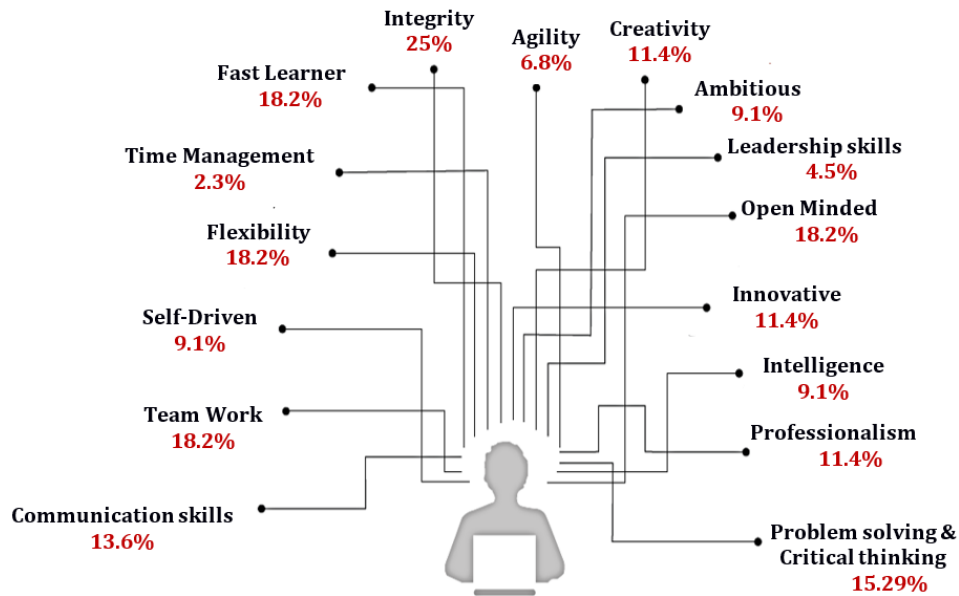 Integrity
25%
Agility
6.8%
Creativity
11.4%
Fast Learner
18.2%
Ambitious
9.1%
Time Management
2.3%
Leadership skills
4.5%
Open Minded
18.2%
Flexibility
18.2%
Innovative
11.4%
Self-Driven
9.1%
Intelligence
9.1%
Team Work
18.2%
Professionalism
11.4%
Communication skills
13.6%
Problem solving &
Critical thinking
15.29%